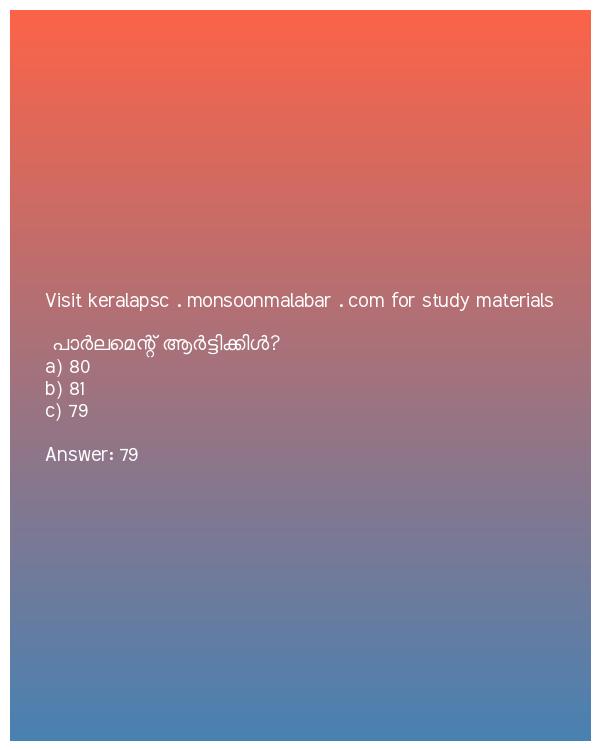 Visit keralapsc . monsoonmalabar . com for study materials
പാർലമെന്റ് ആർട്ടിക്കിൾ?
a) 80
b) 81
c) 79
Answer: 79